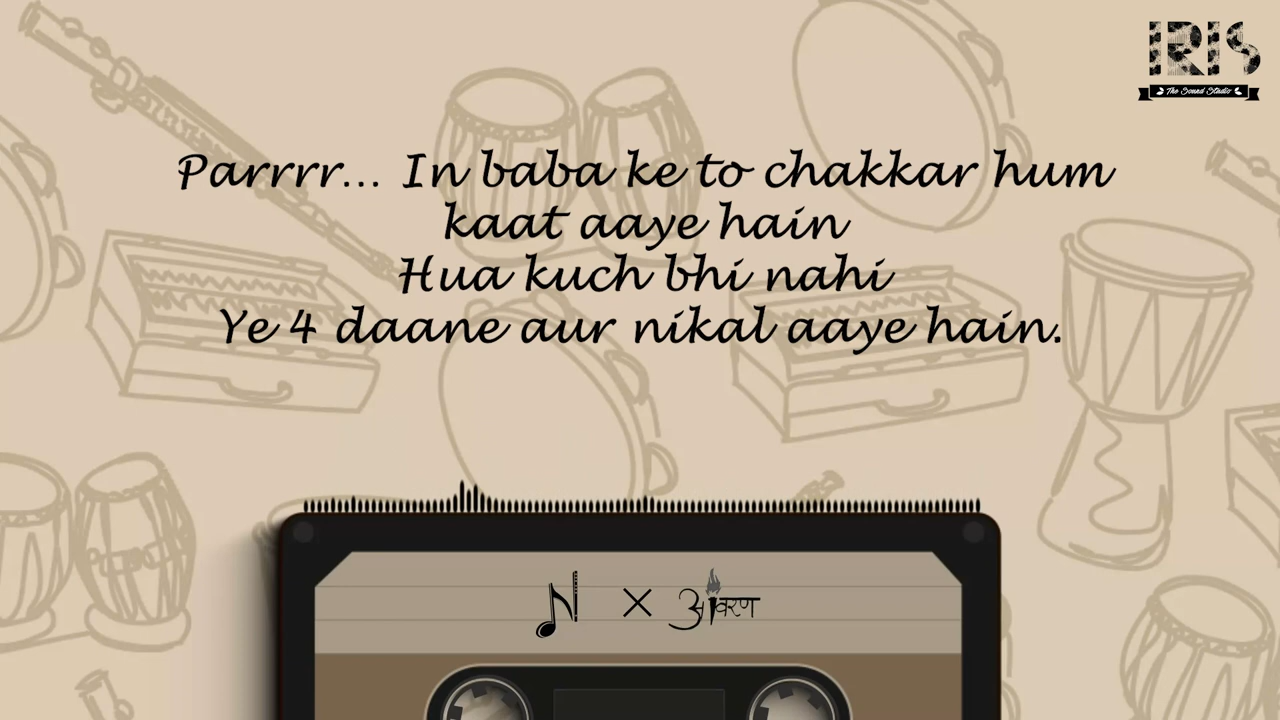 IRIS
The Sound Studio
Parrrr... In baba ke to chakkar hum
kaat aaye hain
Hua kuch bhi nahi
Ye 4 daane aur nikal aaye hain.
N × आवरण